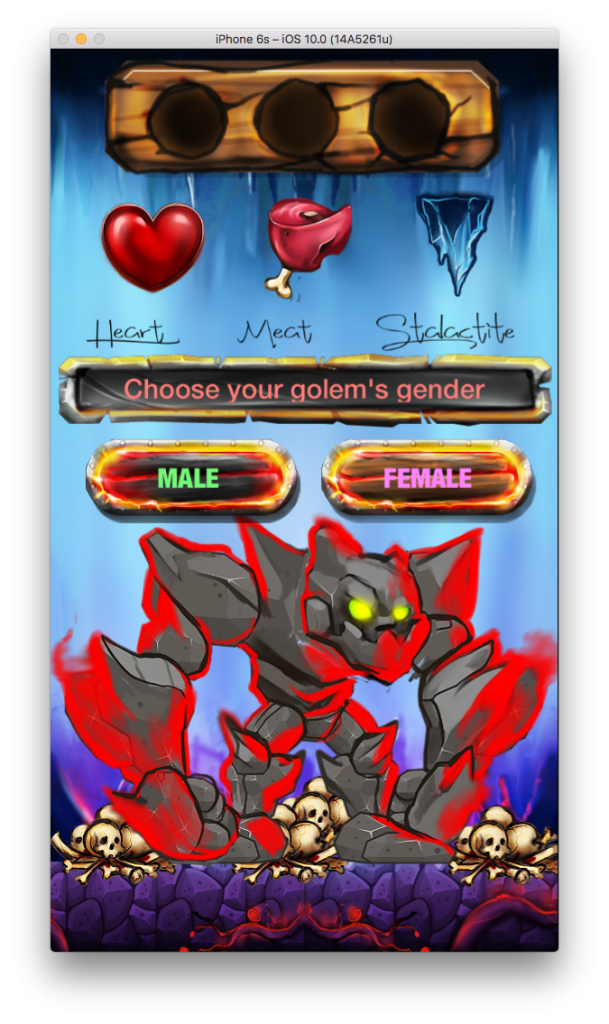 iPhone 6s – iOS 10.0 (14A5261u)
Heart Meat Stalactite
Choose your golem's gender
MALE FEMALE